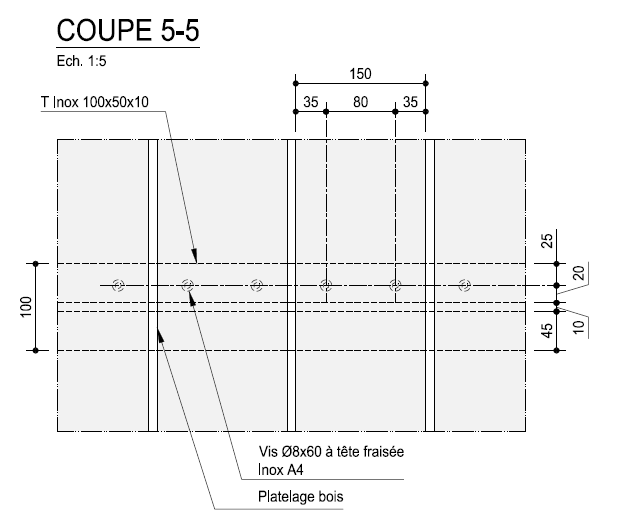 COUPE 5-5
Ech. 1:5
150
T Inox 100x50x10
35
80
35
25
20
100
10
45
Vis Ø8x60 à tête fraisée
Inox A4
Platelage bois